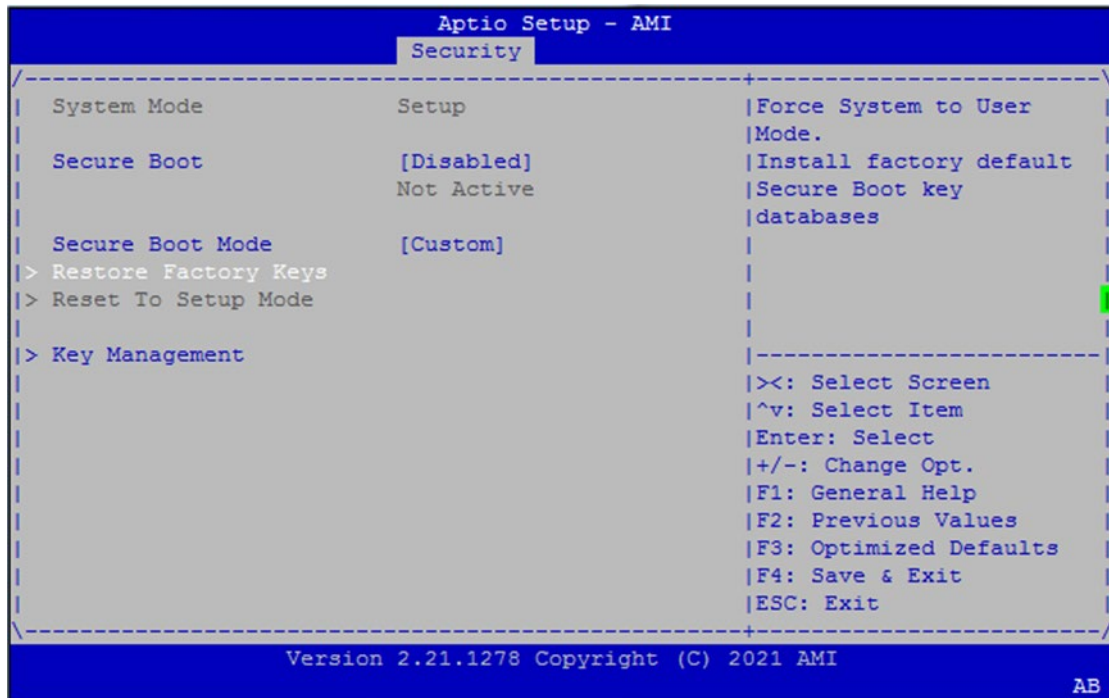 Aptio Setup - AMI
Security
System Mode Setup
Secure Boot [Disabled]
Not Active
Secure Boot Mode [Custom]
> Restore Factory Keys
> Reset To Setup Mode
> Key Management
Force System to User
Mode.
Install factory default
Secure Boot key
databases
><: Select Screen
^v: Select Item
Enter: Select
+/-: Change Opt.
F1: General Help
F2: Previous Values
F3: Optimized Defaults
F4: Save & Exit
ESC: Exit
Version 2.21.1278 Copyright (C) 2021 AMI
AB